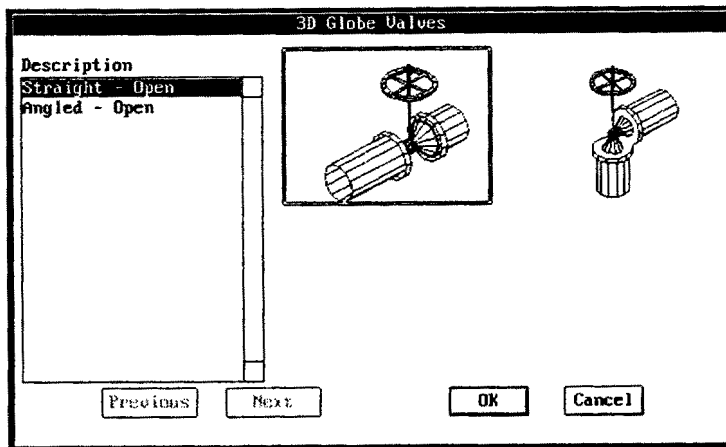 3D Globe Valves
Description
Straight - Open
Angled - Open
Previous
Next
OK
Cancel